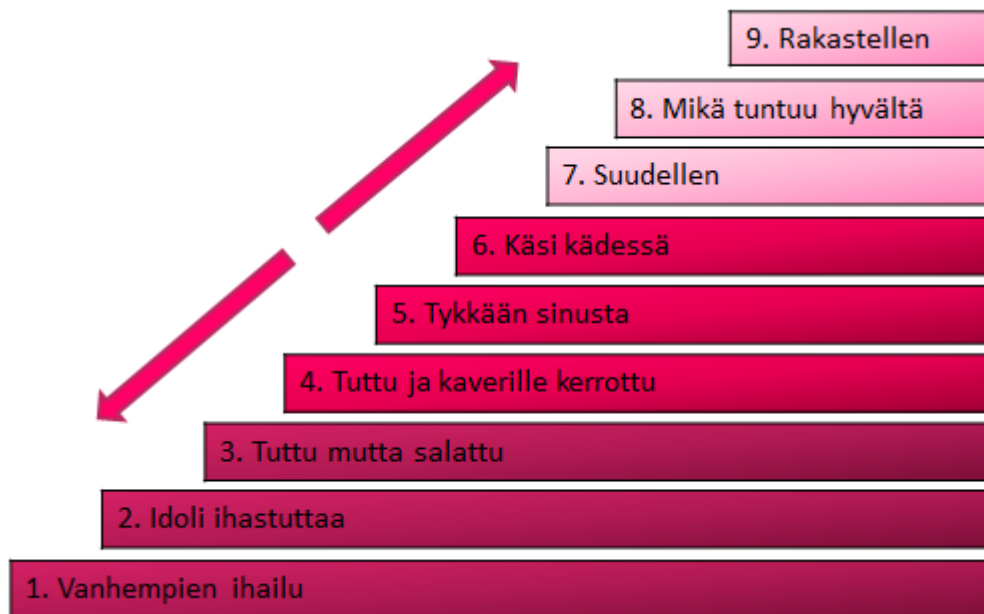 9. Rakastellen
8. Mikä tuntuu hyvältä
7. Suudellen
6. Käsi kädessä
5. Tykkään sinusta
4. Tuttu ja kaverille kerrottu
3. Tuttu mutta salattu
2. Idoli ihastuttaa
1. Vanhempien ihailu